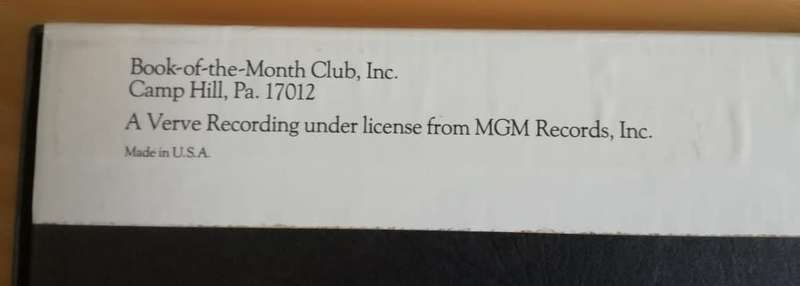 Book-of-the-Month Club, Inc.
Camp Hill, Pa. 17012
A Verve Recording under license from MGM Records, Inc.
Made in U.S.A.